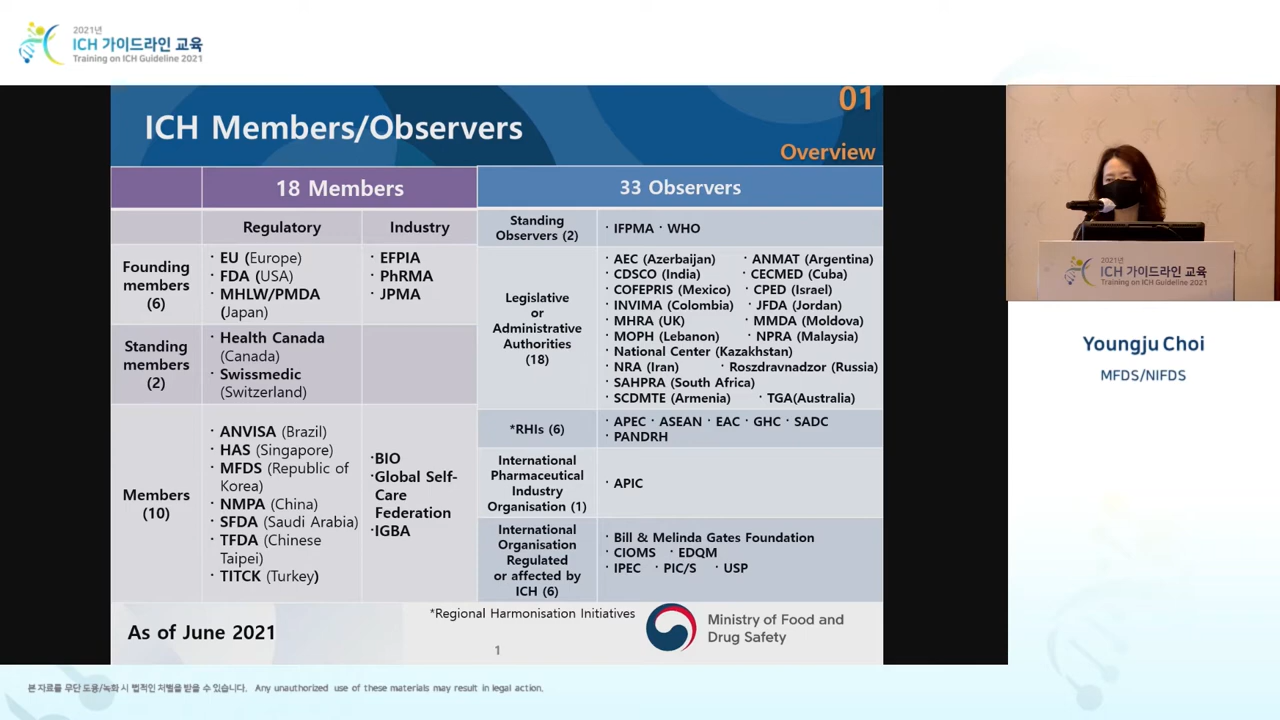 2021년
ICH 가이드라인 교육
Training on ICH Guideline 2021
01
ICH Members/Observers
Overview
18 Members
33 Observers
Regulatory
Industry
Founding
members
(6)
· EU (Europe)
· FDA (USA)
· MHLW/PMDA
(Japan)
· EFPIA
· PhRMA
· JPMA
Standing
members
(2)
· Health Canada
(Canada)
· Swissmedic
(Switzerland)
Members
(10)
· ANVISA (Brazil)
· HAS (Singapore)
· MFDS (Republic of
Korea)
· NMPA (China)
· SFDA (Saudi Arabia)
· TFDA (Chinese
Taipei)
· TITCK (Turkey)
·BIO
·Global Self-
Care
Federation
·IGBA
Standing
Observers (2)
· IFPMA · WHO
Legislative
or
Administrative
Authorities
(18)
· AEC (Azerbaijan) · ANMAT (Argentina)
· CDSCO (India) · CECMED (Cuba)
· COFEPRIS (Mexico) · CPED (Israel)
· INVIMA (Colombia) · JFDA (Jordan)
· MHRA (UK) · MMDA (Moldova)
· MOPH (Lebanon) · NPRA (Malaysia)
· National Center (Kazakhstan)
· NRA (Iran) · Roszdravnadzor (Russia)
· SAHPRA (South Africa)
· SCDMTE (Armenia) · TGA(Australia)
*RHIs (6)
· APEC · ASEAN · EAC · GHC · SADC
· PANDRH
International
Pharmaceutical
Industry
Organisation (1)
· APIC
International
Organisation
Regulated
or affected by
ICH (6)
· Bill & Melinda Gates Foundation
· CIOMS · EDQM
· IPEC · PIC/S · USP
*Regional Harmonisation Initiatives
As of June 2021
Ministry of Food and
Drug Safety
1
2021년
ICH 가이드라인 교육
Training on ICH Guideline 2021
Youngju Choi
MFDS/NIFDS
본 자료를 무단 도용/녹화 시 법적인 처벌을 받을 수 있습니다. Any unauthorized use of these materials may result in legal action.